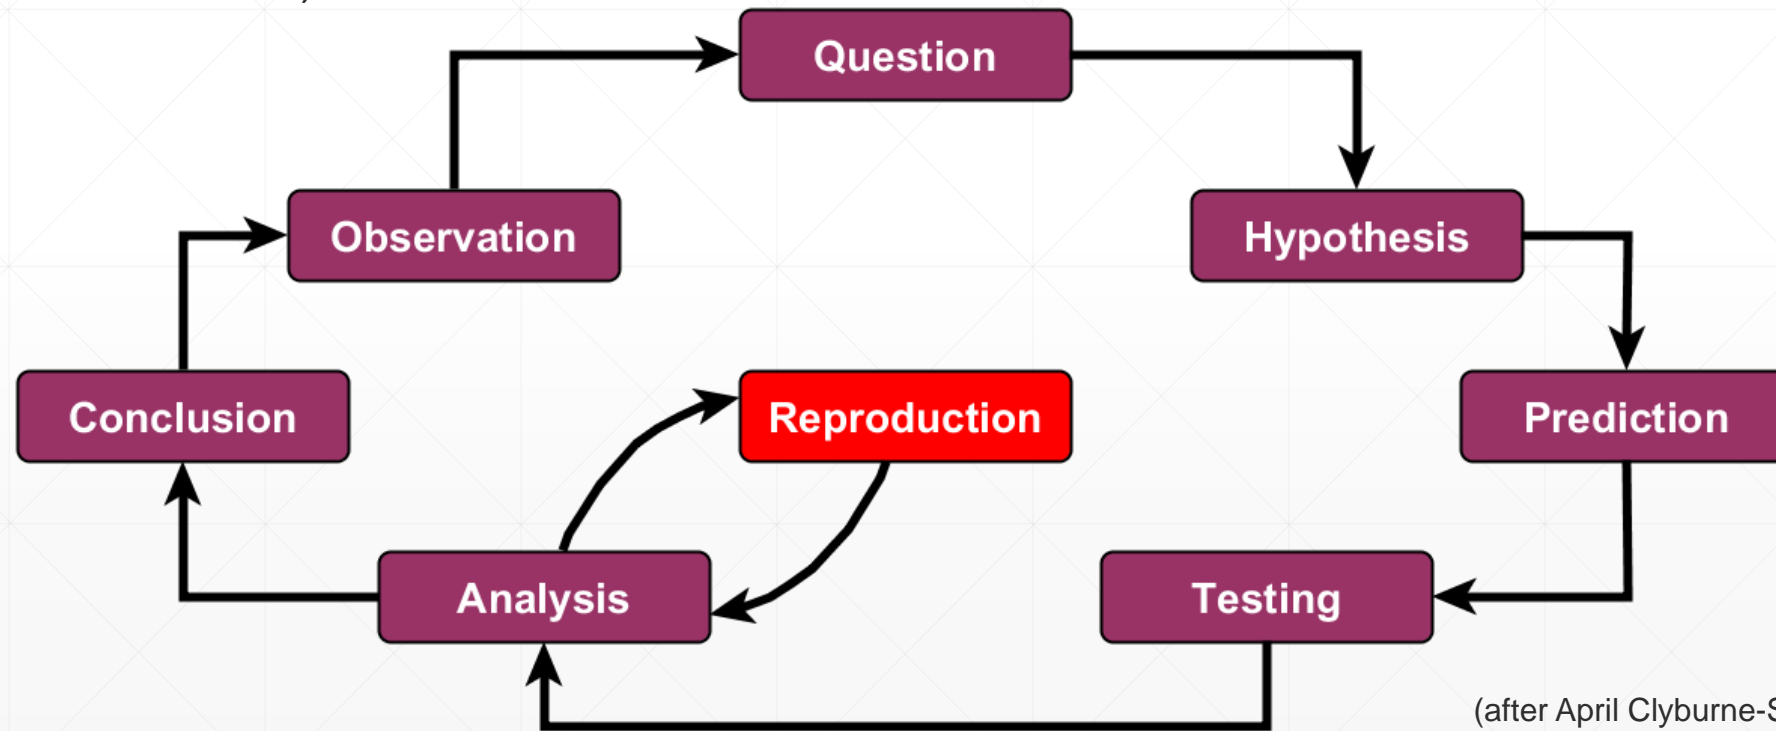 Question
Observation
Hypothesis
Conclusion
Reproduction
Prediction
Analysis
Testing
(after April Clyburne-S